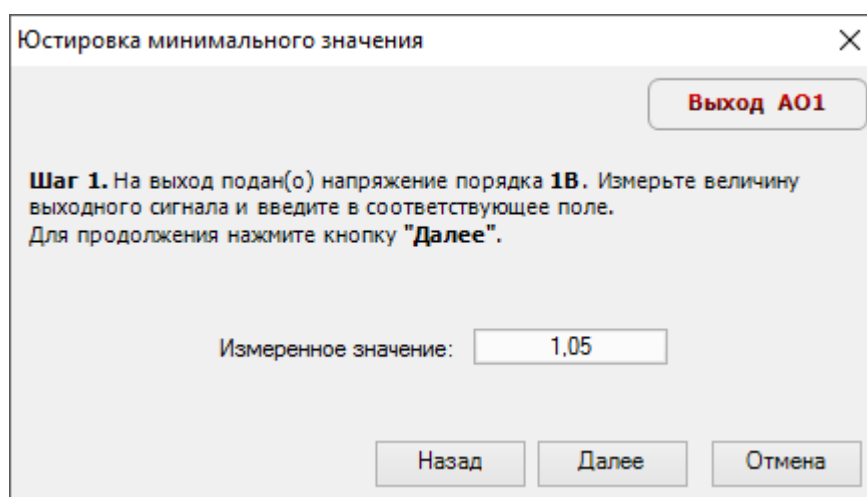 Юстировка минимального значения
Выход АО1
Шаг 1. На выход подан(о) напряжение порядка 1В. Измерьте величину
выходного сигнала и введите в соответствующее поле.
Для продолжения нажмите кнопку "Далее".
Измеренное значение: 1,05
Назад Далее Отмена